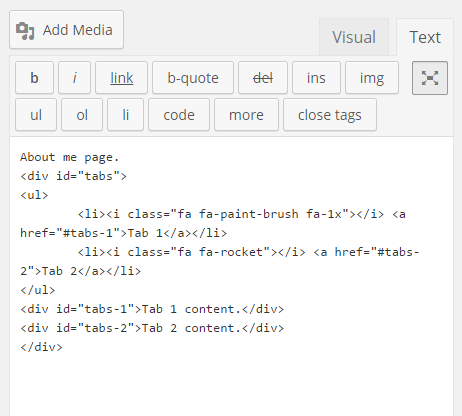 Add Media
Visual Text
b i link b-quote del ins img
ul ol li code more close tags
About me page.
<div id="tabs">
<ul>
<li><i class="fa fa-paint-brush fa-1x"></i> <a
href="#tabs-1">Tab 1</a></li>
<li><i class="fa fa-rocket"></i> <a href="#tabs-
2">Tab 2</a></li>
</ul>
<div id="tabs-1">Tab 1 content.</div>
<div id="tabs-2">Tab 2 content.</div>
</div>